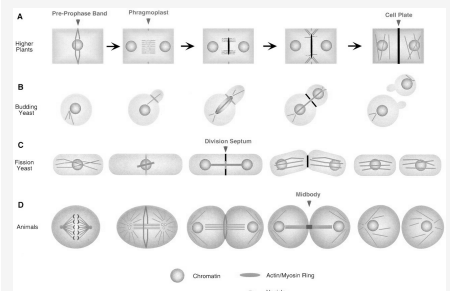 A
Pre-Prophase Band
Phragmoplast
Cell Plate
Higher
Plants
B
Budding
Yeast
C
Division Septum
Fission
Yeast
D
Midbody
Animals
Chromatin
Actin/Myosin Ring